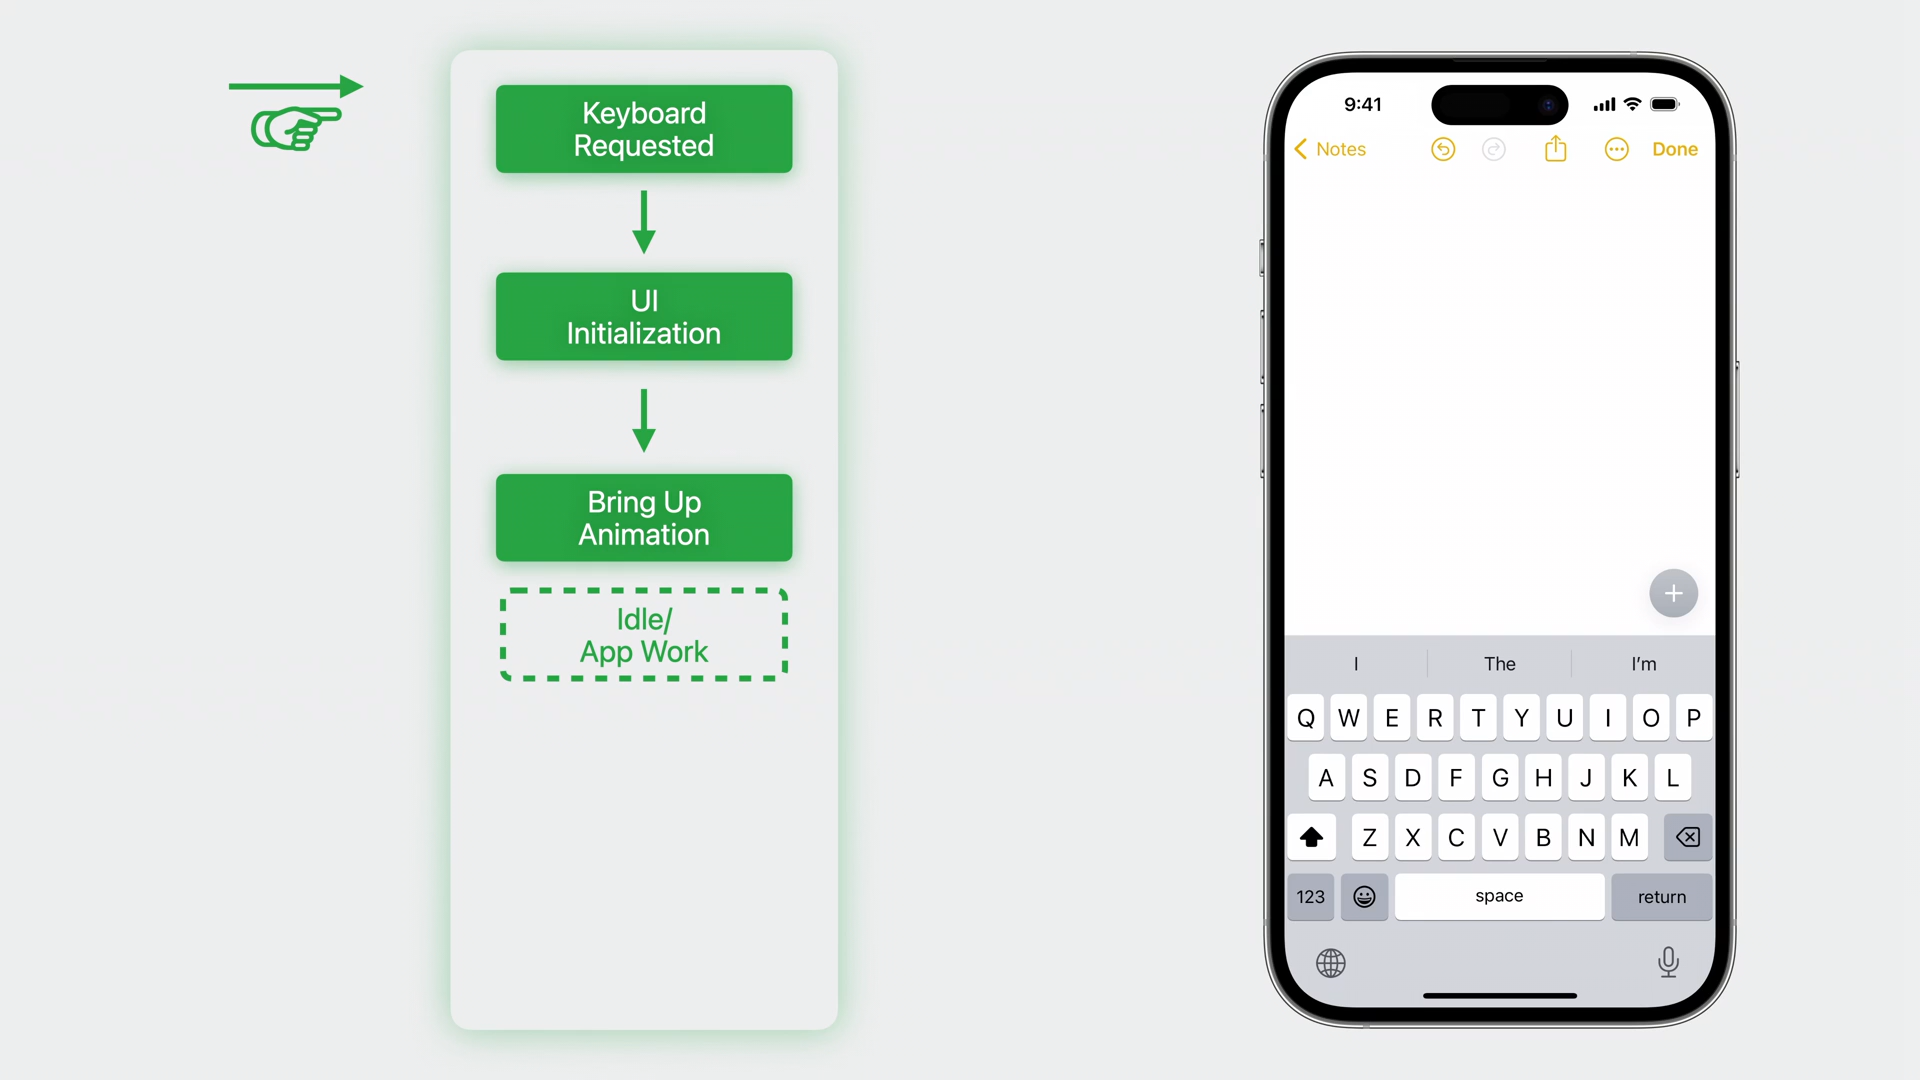 Keyboard
Requested
UI
Initialization
Bring Up
Animation
Idle/
App Work
9:41
Notes
Done
I The I'm
Q W E R T Y U I O P
A S D F G H J K L
Z X C V B N M
123 space return